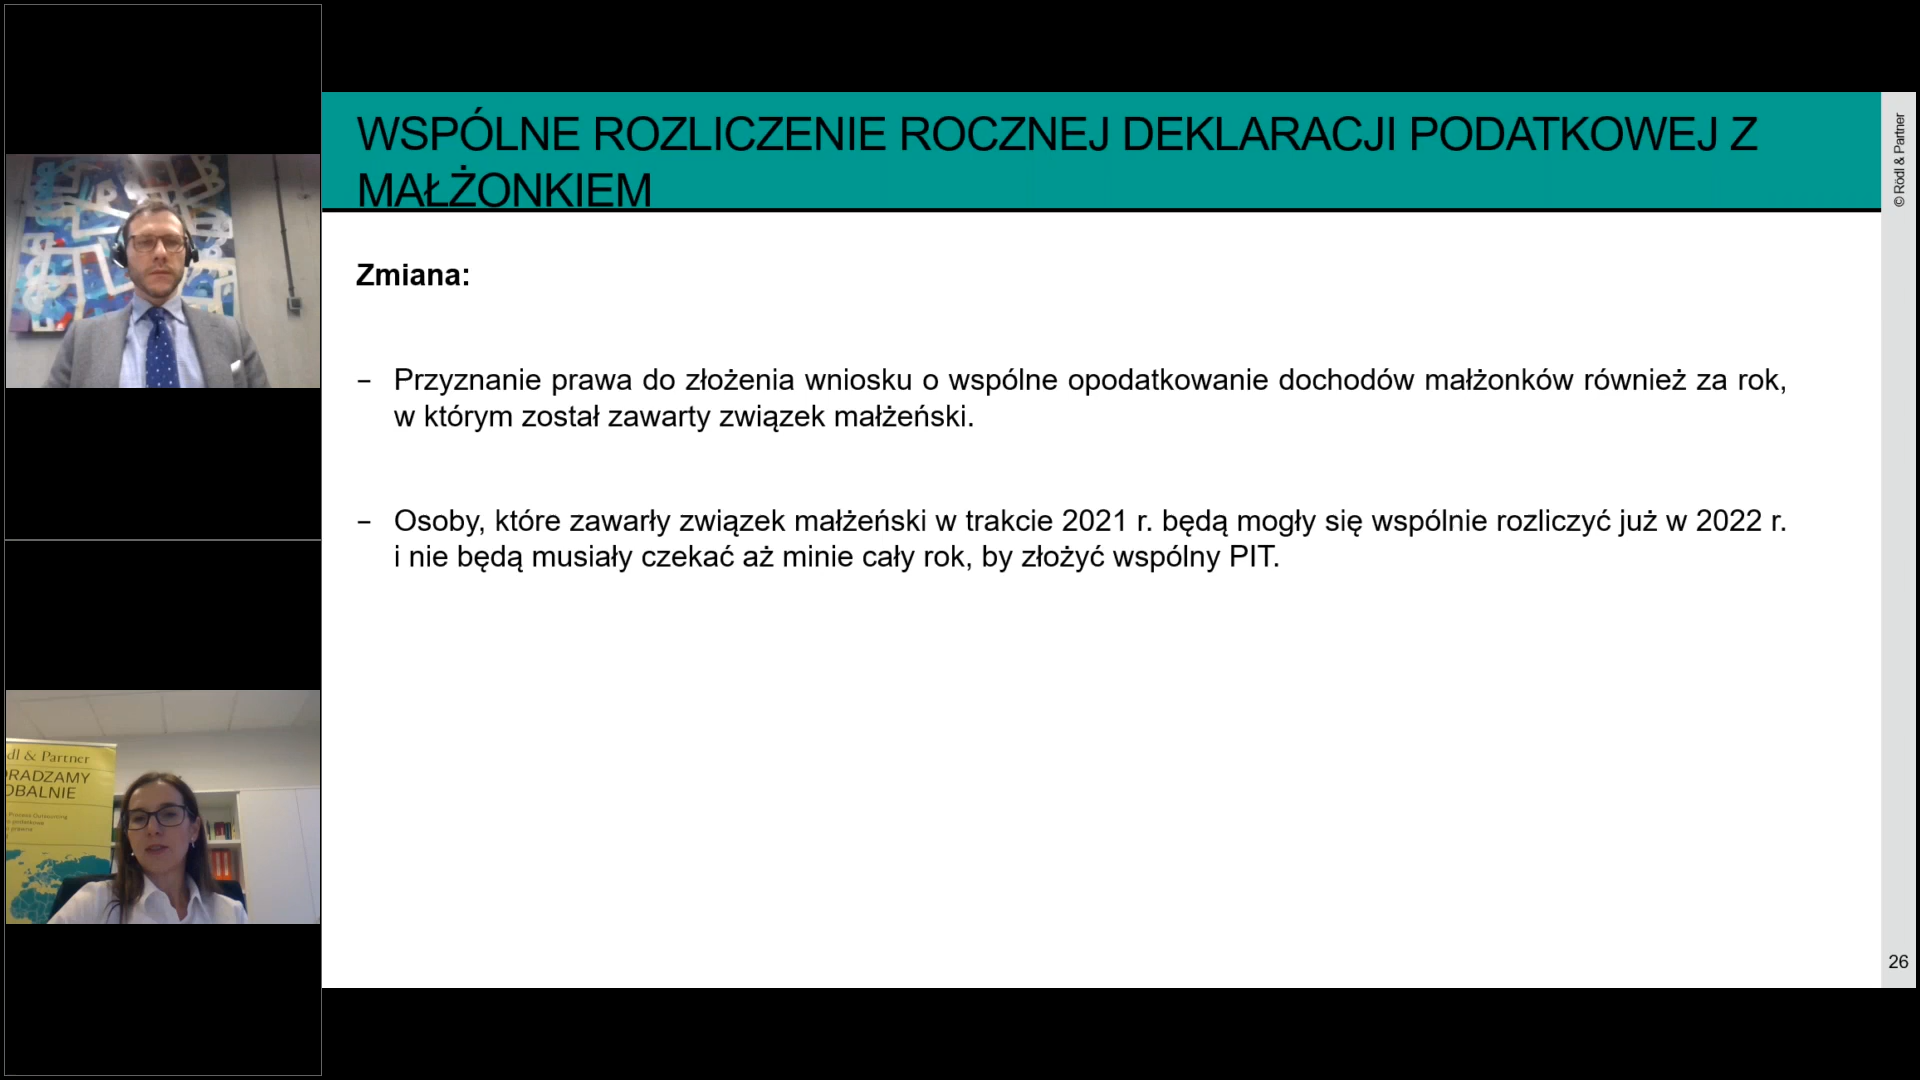 WSPÓLNE ROZLICZENIE ROCZNEJ DEKLARACJI PODATKOWEJ Z
MAŁŻONKIEM
© Rödl & Partner
Zmiana:
– Przyznanie prawa do złożenia wniosku o wspólne opodatkowanie dochodów małżonków również za rok,
w którym został zawarty związek małżeński.
– Osoby, które zawarły związek małżeński w trakcie 2021 r. będą mogły się wspólnie rozliczyć już w 2022 r.
i nie będą musiały czekać aż minie cały rok, by złożyć wspólny PIT.
26
dl & Partner
RADZAMY
OBALNIE
Process Outsourcing